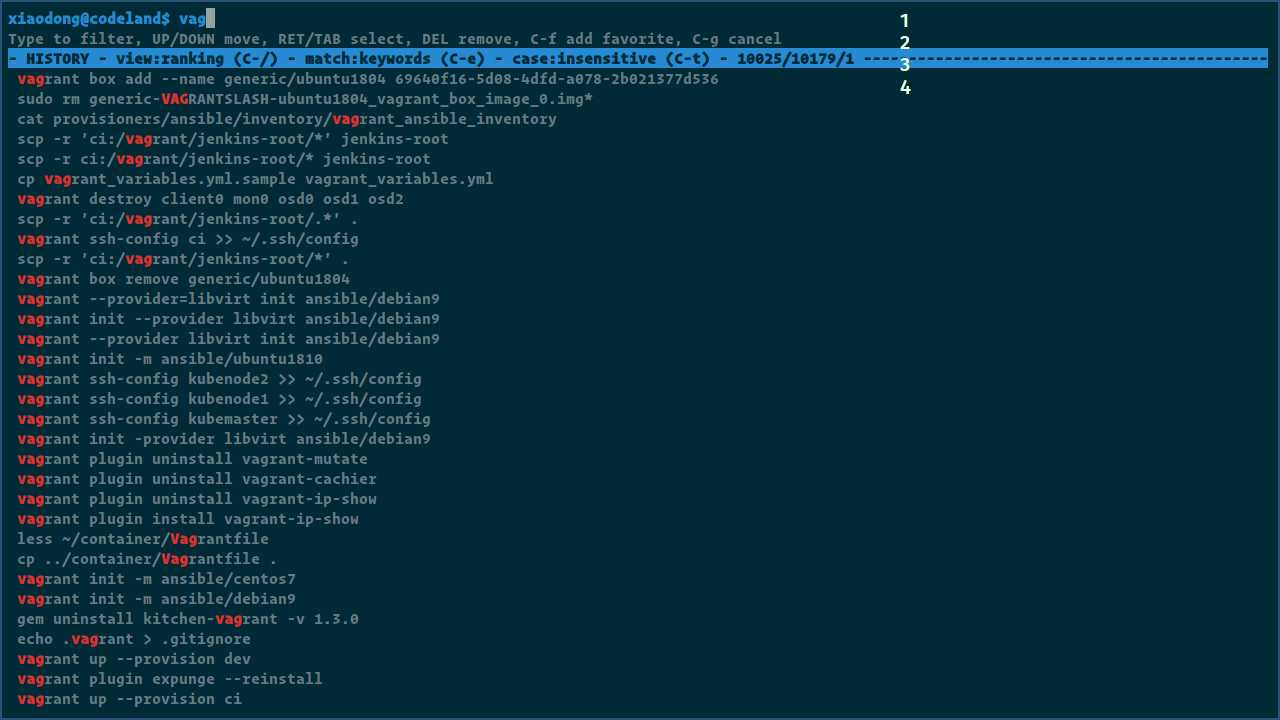 xiaodong@codeland$ vag
1
Type to filter, UP/DOWN move, RET/TAB select, DEL remove, C-f add favorite, C-g cancel
2
- HISTORY - view:ranking (C-/) - match:keywords (C-e) - case:insensitive (C-t) - 10025/10179/1 ---------------------------------------------
3
vagrant box add --name generic/ubuntu1804 69640f16-5d08-4dfd-a078-2b021377d536
4
sudo rm generic-VAGRANTSLASH-ubuntu1804_vagrant_box_image_0.img*
cat provisioners/ansible/inventory/vagrant_ansible_inventory
scp -r 'ci:/vagrant/jenkins-root/*' jenkins-root
scp -r ci:/vagrant/jenkins-root/* jenkins-root
cp vagrant_variables.yml.sample vagrant_variables.yml
vagrant destroy client0 mon0 osd0 osd1 osd2
scp -r 'ci:/vagrant/jenkins-root/.*' .
vagrant ssh-config ci >> ~/.ssh/config
scp -r 'ci:/vagrant/jenkins-root/*' .
vagrant box remove generic/ubuntu1804
vagrant --provider=libvirt init ansible/debian9
vagrant init --provider libvirt ansible/debian9
vagrant --provider libvirt init ansible/debian9
vagrant init -m ansible/ubuntu1810
vagrant ssh-config kubenode2 >> ~/.ssh/config
vagrant ssh-config kubenode1 >> ~/.ssh/config
vagrant ssh-config kubemaster >> ~/.ssh/config
vagrant init -provider libvirt ansible/debian9
vagrant plugin uninstall vagrant-mutate
vagrant plugin uninstall vagrant-cachier
vagrant plugin uninstall vagrant-ip-show
vagrant plugin install vagrant-ip-show
less ~/container/Vagrantfile
cp ../container/Vagrantfile .
vagrant init -m ansible/centos7
vagrant init -m ansible/debian9
gem uninstall kitchen-vagrant -v 1.3.0
echo .vagrant > .gitignore
vagrant up --provision dev
vagrant plugin expunge --reinstall
vagrant up --provision ci